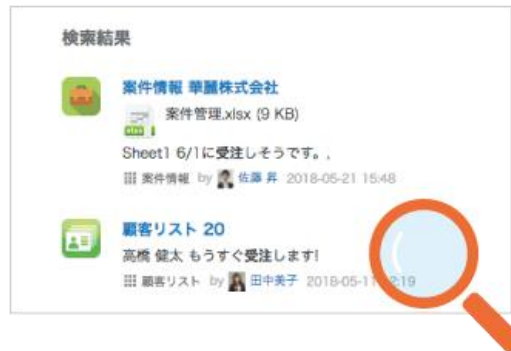 検索結果
案件情報 華麗株式会社
xlsx
案件管理.xlsx (9 KB)
Sheet1 6/1に受注しそうです。,
案件情報 by 佐藤 昇 2018-05-21 15:48
顧客リスト 20
高橋 健太 もうすぐ受注します!
顧客リスト by 田中美子 2018-05-11 2:19